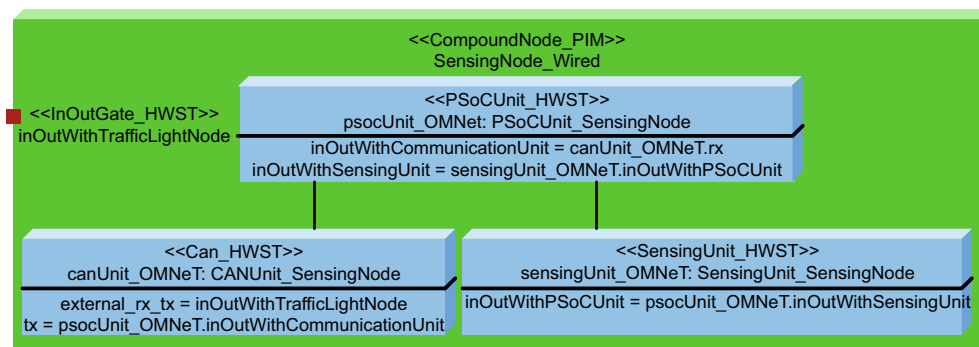 <<CompoundNode_PIM>>
SensingNode_Wired
<<InOutGate_HWST>>
inOutWithTrafficLightNode
<<PSoCUnit_HWST>>
psocUnit_OMNet: PSoCUnit_SensingNode
inOutWithCommunicationUnit = canUnit_OMNeT.rx
inOutWithSensingUnit = sensingUnit_OMNeT.inOutWithPSoCUnit
<<Can_HWST>>
canUnit_OMNeT: CANUnit_SensingNode
external_rx_tx = inOutWithTrafficLightNode
tx = psocUnit_OMNeT.inOutWithCommunicationUnit
<<SensingUnit_HWST>>
sensingUnit_OMNeT: SensingUnit_SensingNode
inOutWithPSoCUnit = psocUnit_OMNeT.inOutWithSensingUnit